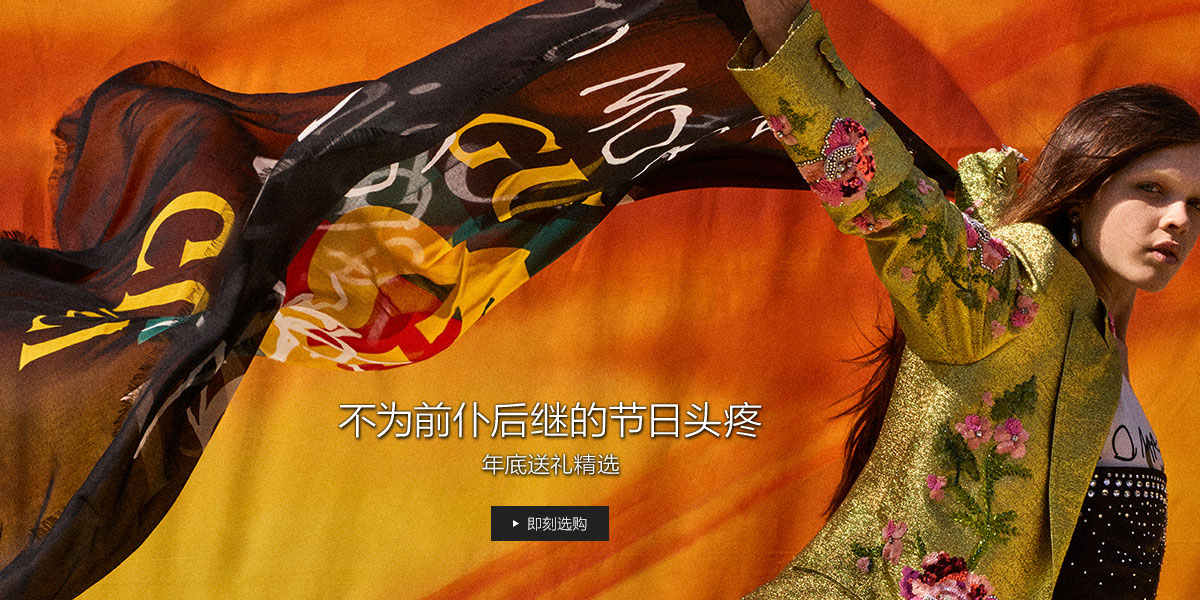 不为前仆后继的节日头疼
年底送礼精选
即刻选购